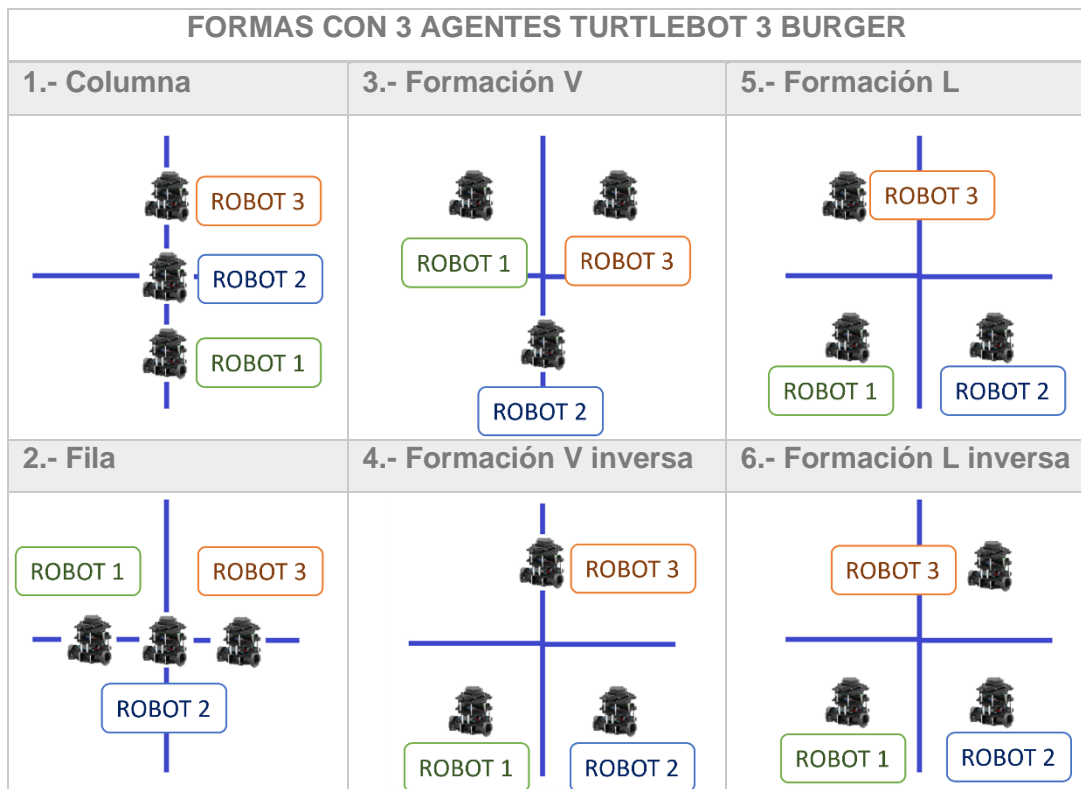 FORMAS CON 3 AGENTES TURTLEBOT 3 BURGER
1.- Columna
3.- Formación V
5.- Formación L
ROBOT 3
ROBOT 2
ROBOT 1
ROBOT 1
ROBOT 3
ROBOT 2
ROBOT 3
ROBOT 1
ROBOT 2
2.- Fila
4.- Formación V inversa
6.- Formación L inversa
ROBOT 1
ROBOT 3
ROBOT 2
ROBOT 3
ROBOT 1
ROBOT 2
ROBOT 3
ROBOT 1
ROBOT 2